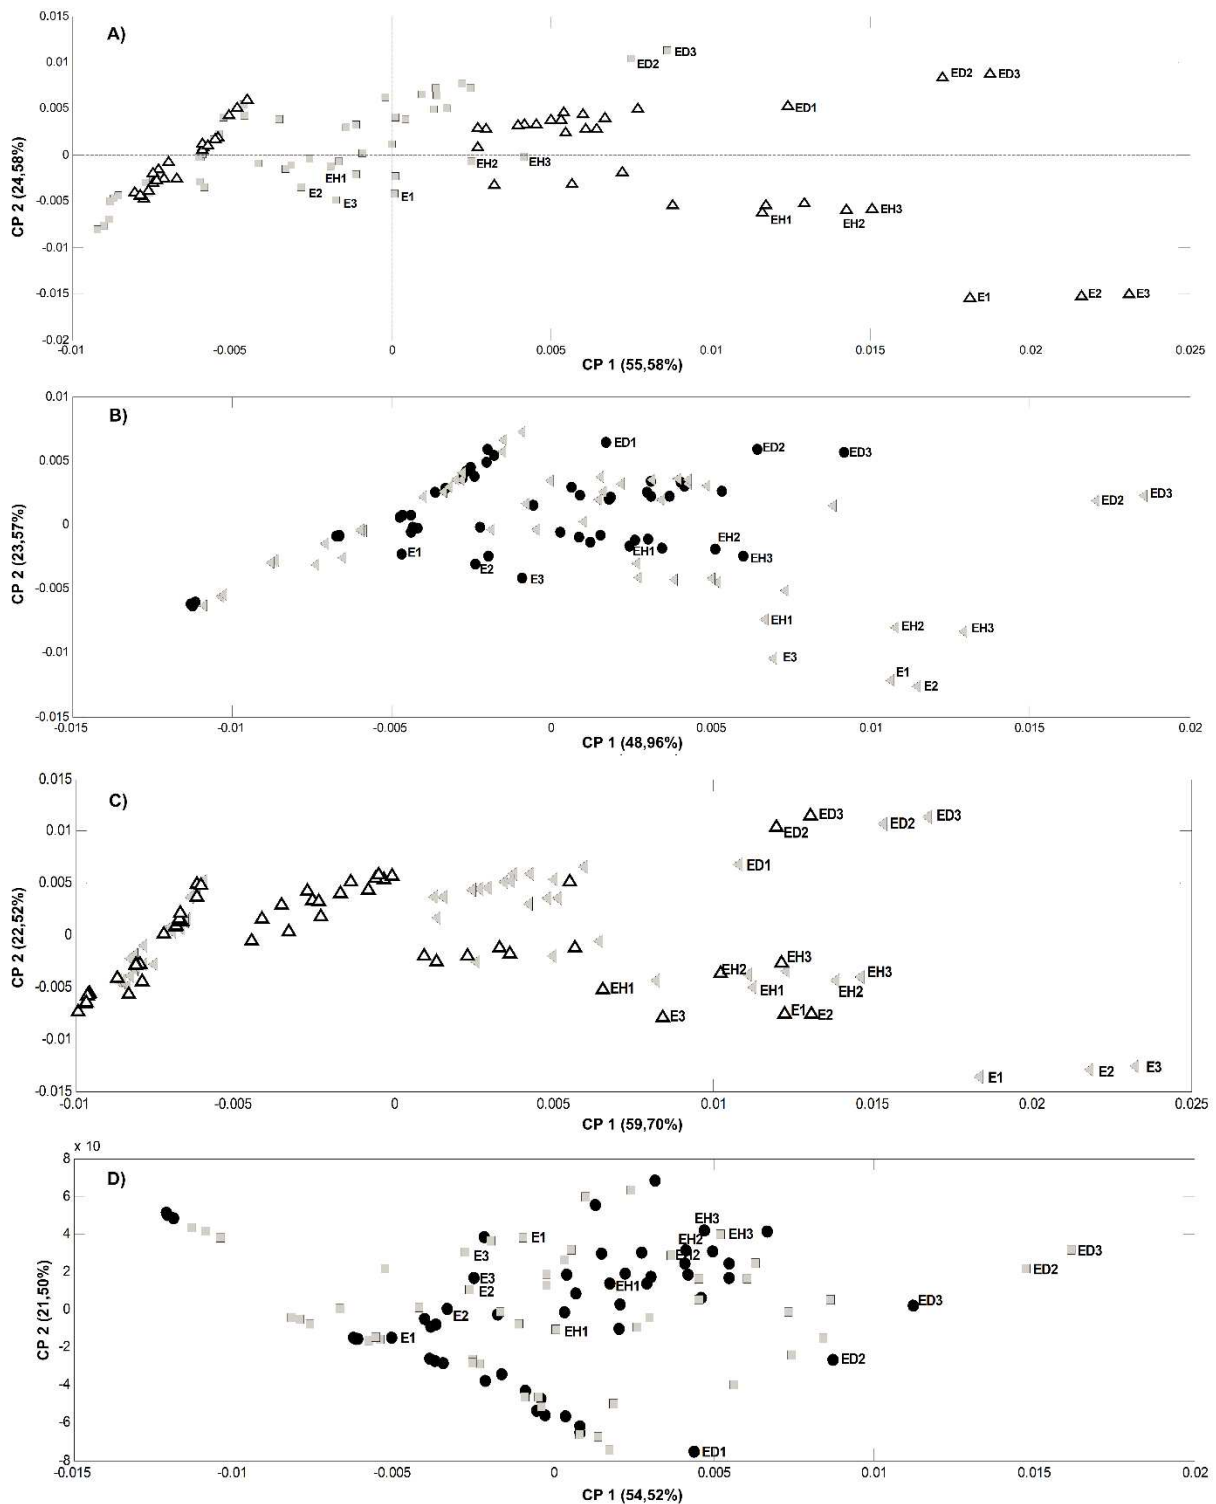 A)
0.015
0.01
0.005
0
-0.005
-0.01
-0.015
-0.02
CP 2 (24,58%)
ED3
ED2
ED2
ED3
ED1
EH1
EH2
EH3
E2
E3
E1
EH1
EH2
EH3
E1
E2
E3
-0.01
-0.005
0
0.005
0.01
0.015
0.02
0.025
CP 1 (55,58%)
B)
0.01
0.005
0
-0.005
-0.01
-0.015
CP 2 (23,57%)
ED1
ED2
ED3
ED2
ED3
E1
E2
E3
EH1
EH2
EH3
EH1
EH2
EH3
E3
E1
E2
-0.015
-0.01
-0.005
0
0.005
0.01
0.015
0.02
CP 1 (48,96%)
C)
0.015
0.01
0.005
0
-0.005
-0.01
-0.015
CP 2 (22,52%)
ED3
ED2
ED2
ED3
ED1
EH3
EH2
EH1
EH3
EH2
EH1
E3
E1
E2
E1
E2
E3
-0.01
-0.005
0
0.005
0.01
0.015
0.02
0.025
CP 1 (59,70%)
x 10
D)
8
6
4
2
0
-2
-4
-6
-8
CP 2 (21,50%)
EH3
EH3
E1
EH2
EH2
E3
E3
E2
EH1
E2
EH1
E1
ED3
ED2
ED3
ED2
ED1
-0.015
-0.01
-0.005
0
0.005
0.01
0.015
0.02
CP 1 (54,52%)